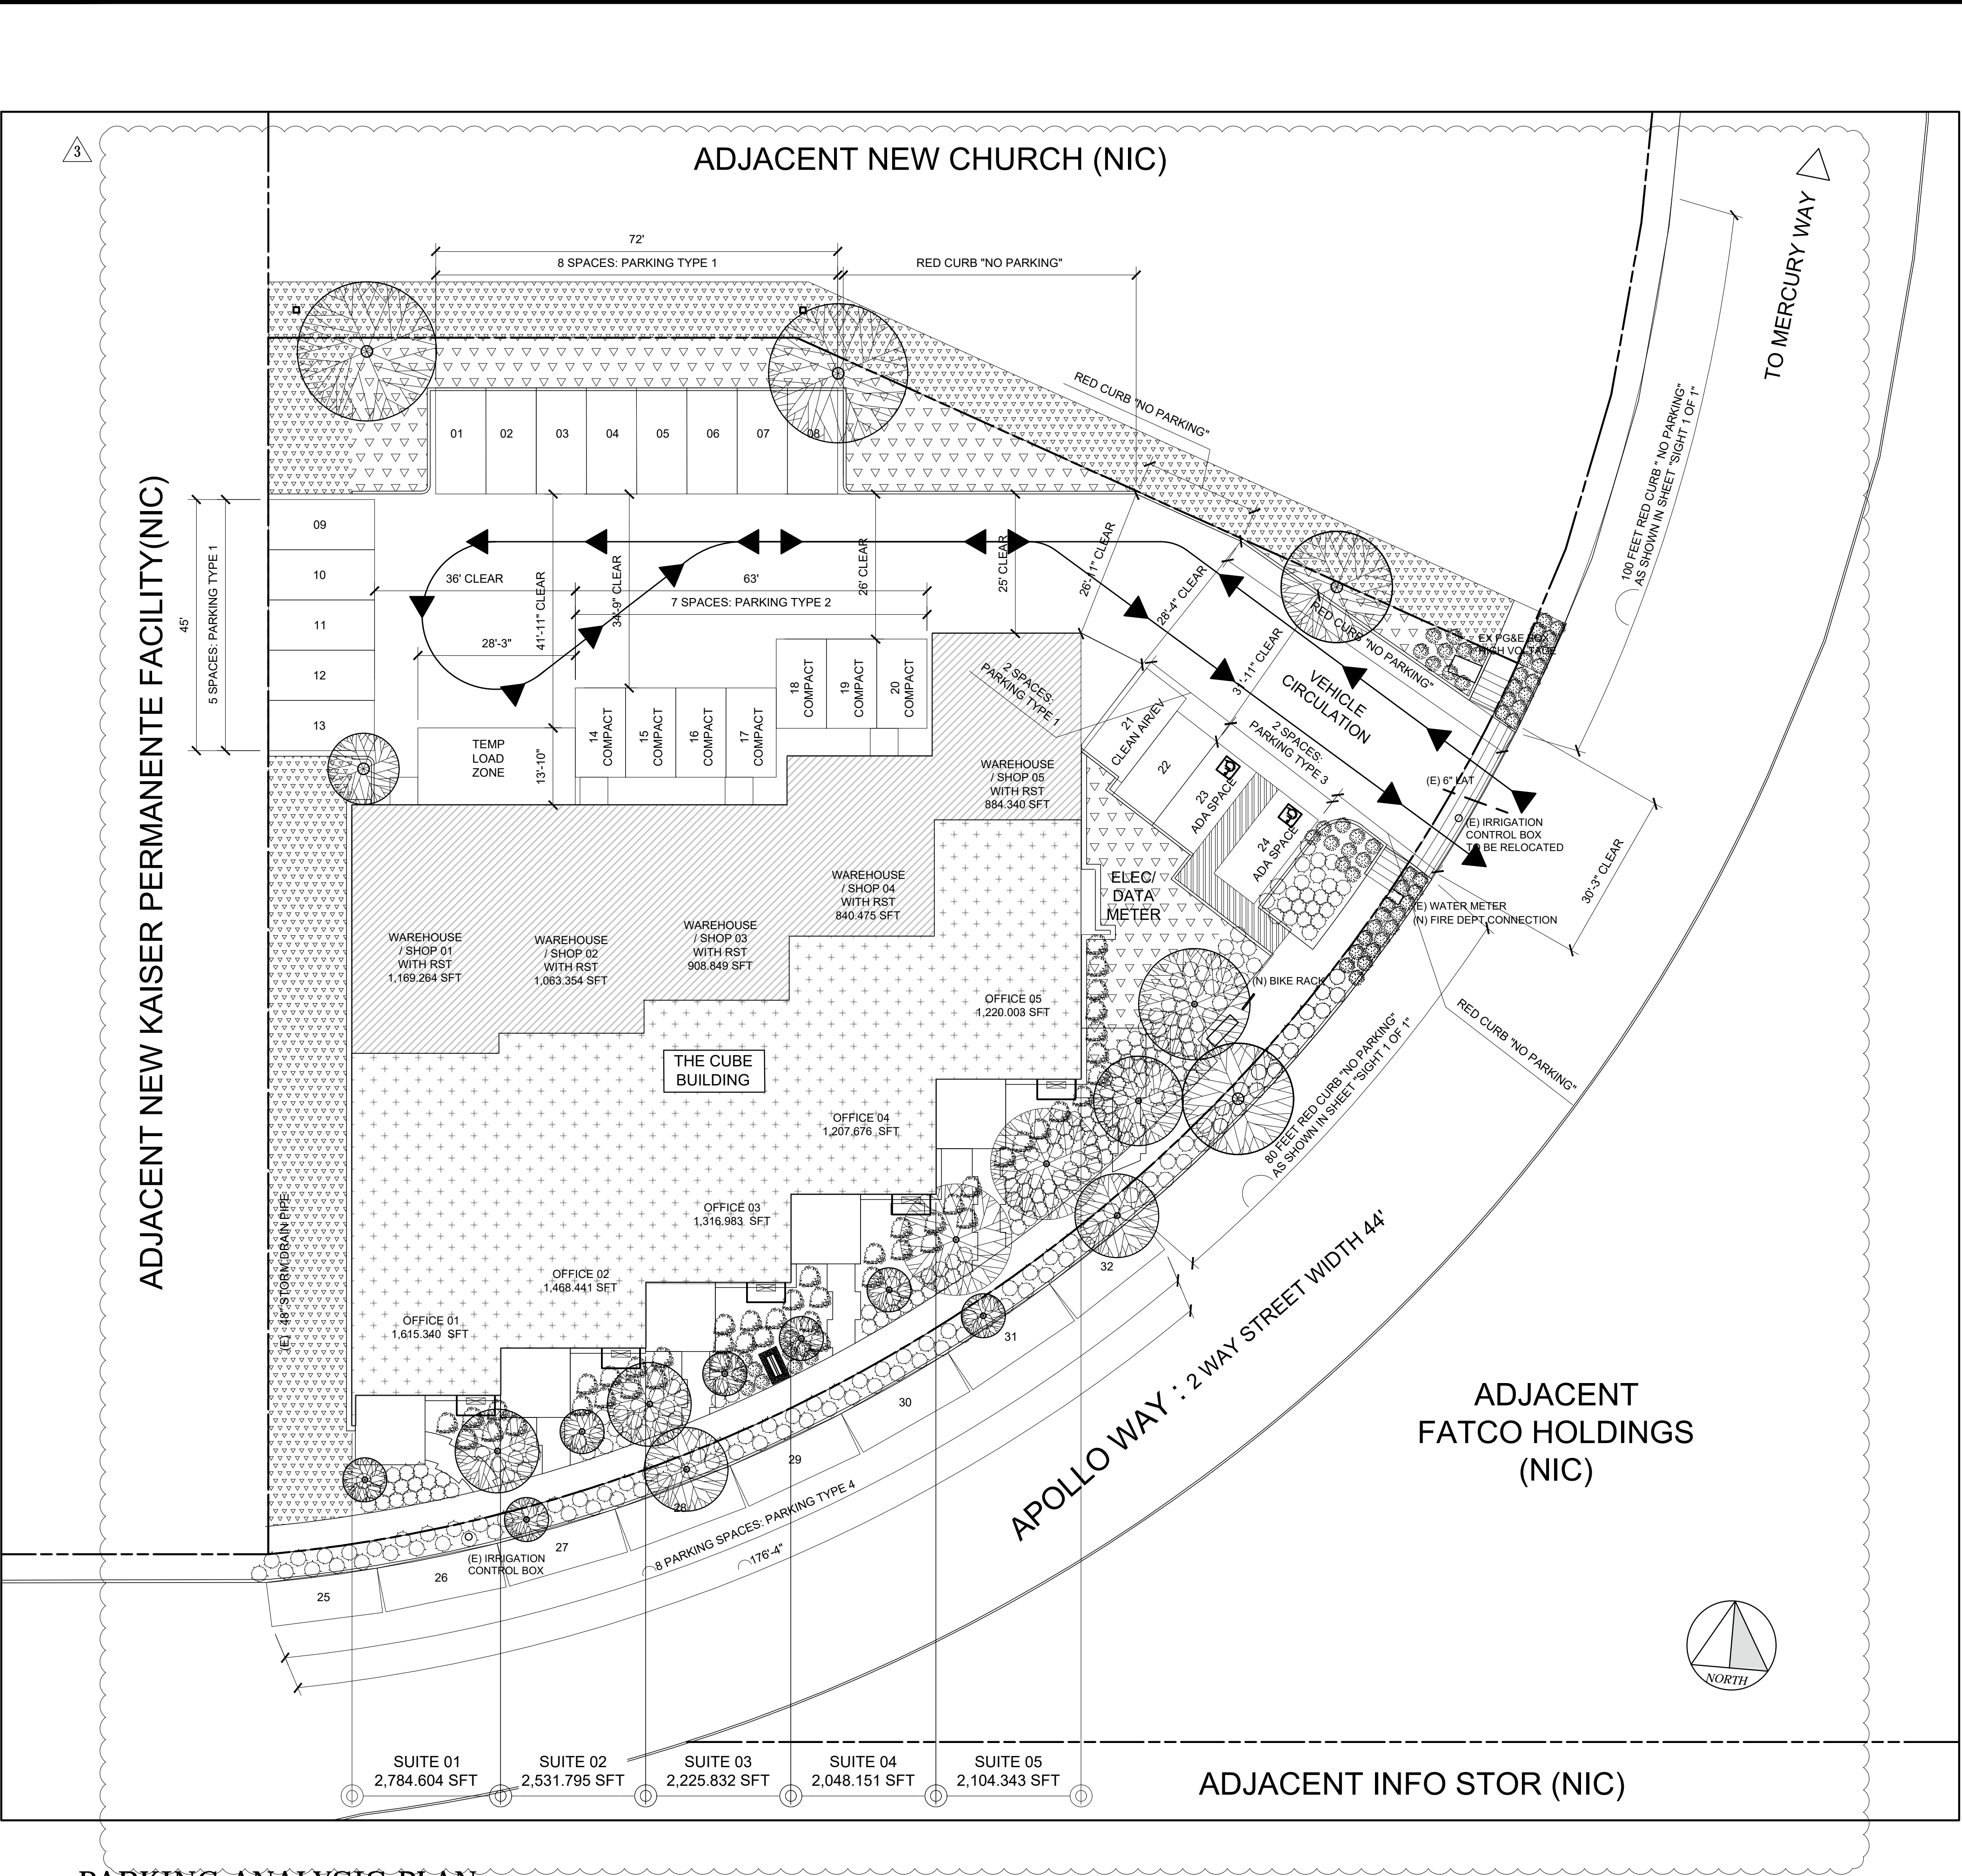 3
ADJACENT NEW CHURCH (NIC)
TO MERCURY WAY
72'
8 SPACES: PARKING TYPE 1
RED CURB "NO PARKING"
RED CURB "NO PARKING"
100 FEET RED CURB " NO PARKING"
AS SHOWN IN SHEET "SIGHT 1 OF 1"
01
02
03
04
05
06
07
08
ADJACENT NEW KAISER PERMANENTE FACILITY(NIC)
45'
5 SPACES: PARKING TYPE 1
09
10
11
12
13
36' CLEAR
28'-3"
41'-11" CLEAR
34'-9" CLEAR
63'
7 SPACES: PARKING TYPE 2
26' CLEAR
25' CLEAR
26'-11" CLEAR
28'-4" CLEAR
31'-11" CLEAR
RED CURB "NO PARKING"
EX PG&E BOX
HIGH VOLTAGE
VEHICLE
CIRCULATION
TEMP
LOAD
ZONE
13'-10"
14
COMPACT
15
COMPACT
16
COMPACT
17
COMPACT
18
COMPACT
19
COMPACT
20
COMPACT
2 SPACES:
PARKING TYPE 1
21
CLEAN AIR/EV
22
2 SPACES:
PARKING TYPE 3
23
ADA SPACE
24
ADA SPACE
(E) 6" LAT
(E) IRRIGATION
CONTROL BOX
TO BE RELOCATED
30'-3" CLEAR
(E) WATER METER
(N) FIRE DEPT.CONNECTION
WAREHOUSE
/ SHOP 05
WITH RST
884.340 SFT
WAREHOUSE
/ SHOP 04
WITH RST
840.475 SFT
WAREHOUSE
/ SHOP 03
WITH RST
908.849 SFT
WAREHOUSE
/ SHOP 02
WITH RST
1,063.354 SFT
WAREHOUSE
/ SHOP 01
WITH RST
1,169.264 SFT
ELEC/
DATA
METER
(N) BIKE RACK
RED CURB "NO PARKING"
80 FEET RED CURB "NO PARKING"
AS SHOWN IN SHEET "SIGHT 1 OF 1"
OFFICE 05
1,220.003 SFT
THE CUBE
BUILDING
OFFICE 04
1,207.676 SFT
OFFICE 03
1,316.983 SFT
OFFICE 02
1,468.441 SFT
OFFICE 01
1,615.340 SFT
(E) 48" STORM DRAIN PIPE
32
31
30
29
28
27
26
25
(E) IRRIGATION
CONTROL BOX
8 PARKING SPACES: PARKING TYPE 4
176'-4"
APOLLO WAY : 2 WAY STREET WIDTH 44'
ADJACENT
FATCO HOLDINGS
(NIC)
NORTH
SUITE 01
2,784.604 SFT
SUITE 02
2,531.795 SFT
SUITE 03
2,225.832 SFT
SUITE 04
2,048.151 SFT
SUITE 05
2,104.343 SFT
ADJACENT INFO STOR (NIC)
PARKING ANALYSIS PLAN